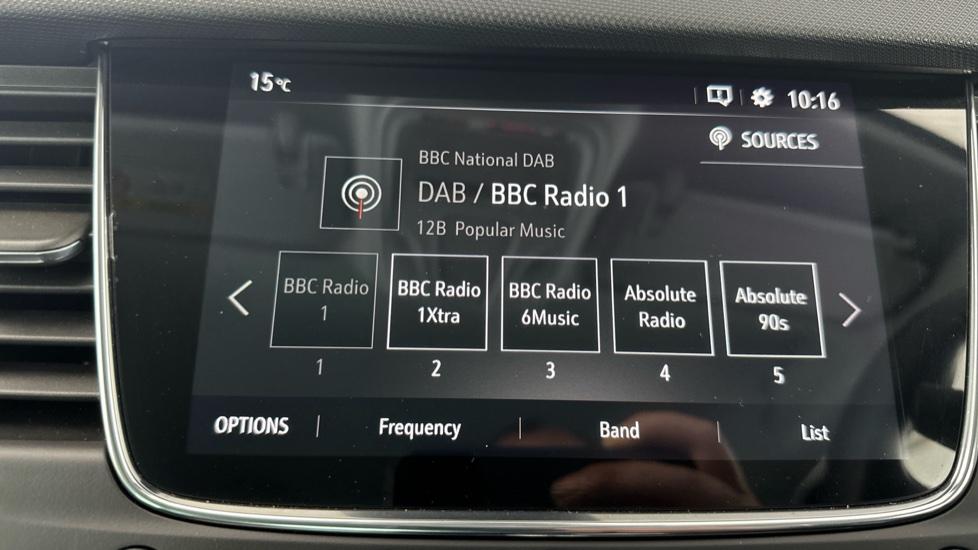 15°C
10:16
SOURCES
BBC National DAB
DAB / BBC Radio 1
12B Popular Music
BBC Radio
1
BBC Radio
1Xtra
BBC Radio
6Music
Absolute
Radio
Absolute
90s
1
2
3
4
5
OPTIONS
Frequency
Band
List